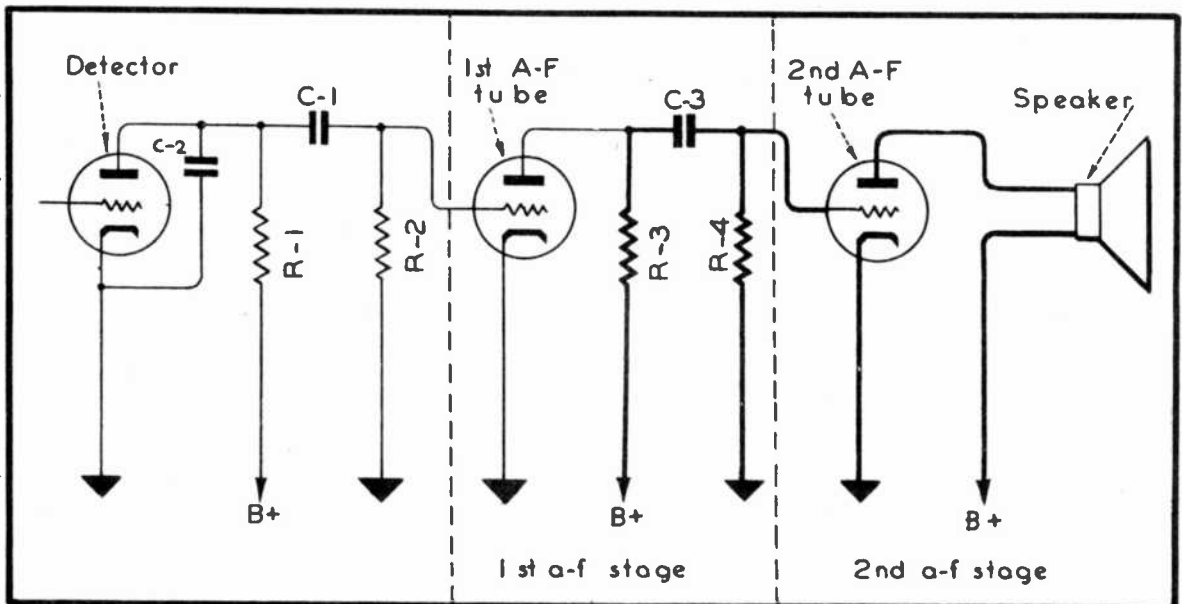 Detector
C-2
C-1
R-1
R-2
B+
1st A-F
tube
C-3
R-3
R-4
B+
1st a-f stage
2nd A-F
tube
Speaker
B+
2nd a-f stage